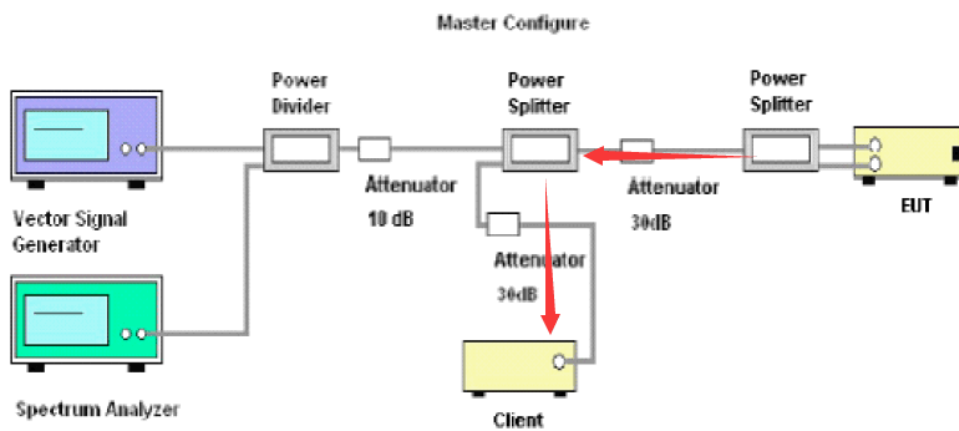 Master Configure
Power
Divider
Power
Splitter
Power
Splitter
Attenuator
10 dB
Attenuator
30dB
EUT
Vector Signal
Generator
Attenuator
30dB
Spectrum Analyzer
Client